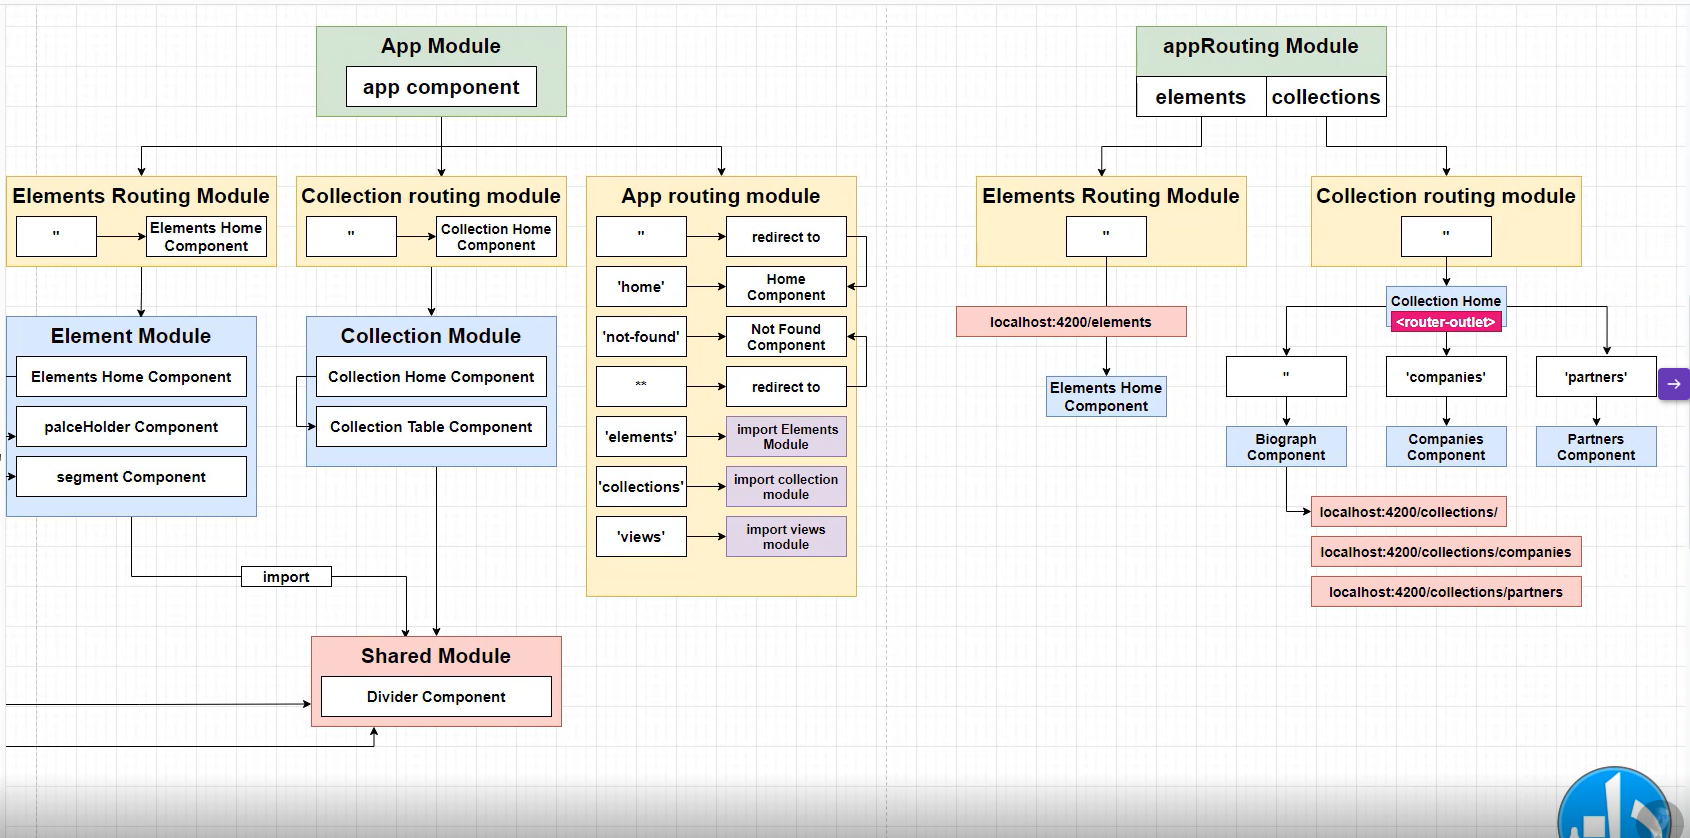 App Module
app component
Elements Routing Module
"
Elements Home
Component
Collection routing module
"
Collection Home
Component
App routing module
"
redirect to
'home'
Home
Component
'not-found'
Not Found
Component
**
redirect to
'elements'
import Elements
Module
'collections'
import collection
module
'views'
import views
module
Element Module
Elements Home Component
palceHolder Component
segment Component
Collection Module
Collection Home Component
Collection Table Component
import
Shared Module
Divider Component
appRouting Module
elements
collections
Elements Routing Module
"
localhost:4200/elements
Elements Home
Component
Collection routing module
"
Collection Home
<router-outlet>
"
'companies'
'partners'
Biograph
Component
Companies
Component
Partners
Component
localhost:4200/collections/
localhost:4200/collections/companies
localhost:4200/collections/partners